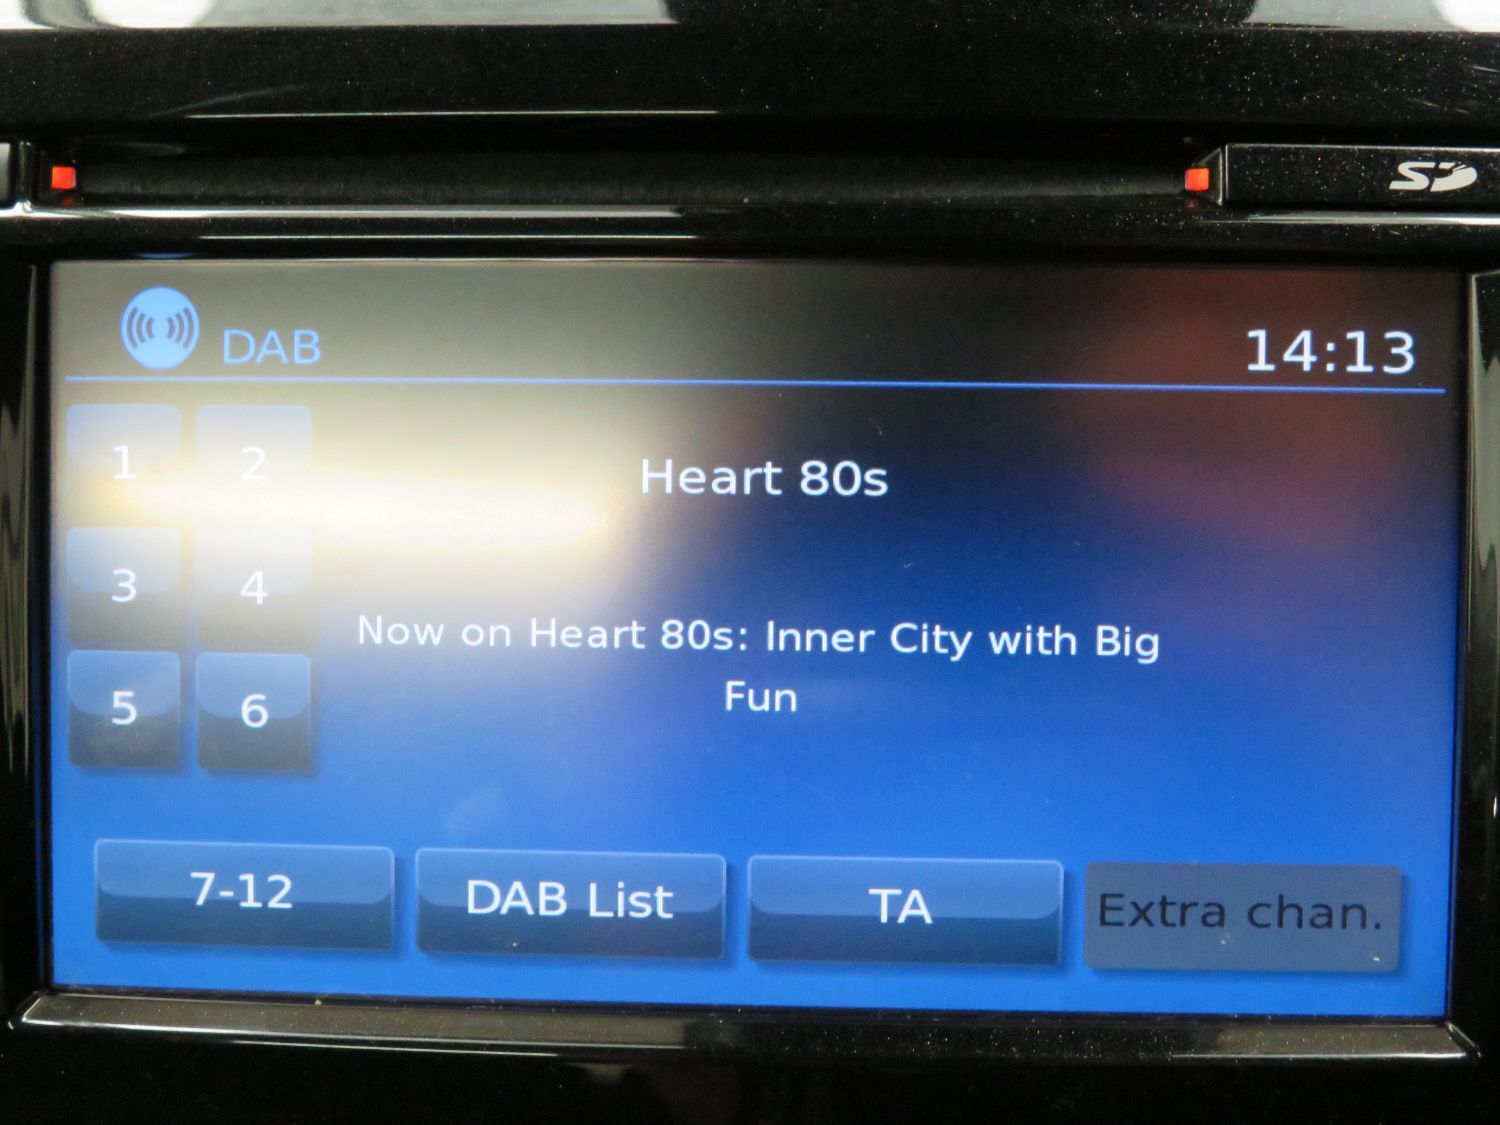 SD
DAB
14:13
1 2
Heart 80s
3 4
Now on Heart 80s: Inner City with Big
Fun
5 6
7-12 DAB List TA Extra chan.